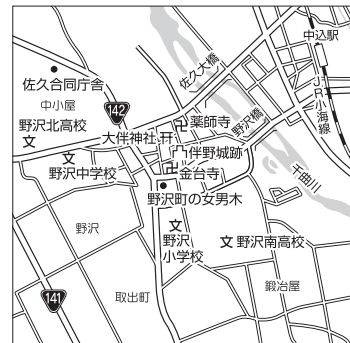 中込駅
佐久大橋
JR小海線
佐久合同庁舎
中小屋
142
野沢北高校
文
大伴神社
薬師寺
野沢橋
伴野城跡
千曲川
文
野沢中学校
金台寺
野沢町の女男木
野沢
文
野沢
小学校
文 野沢南高校
141
取出町
鍛冶屋